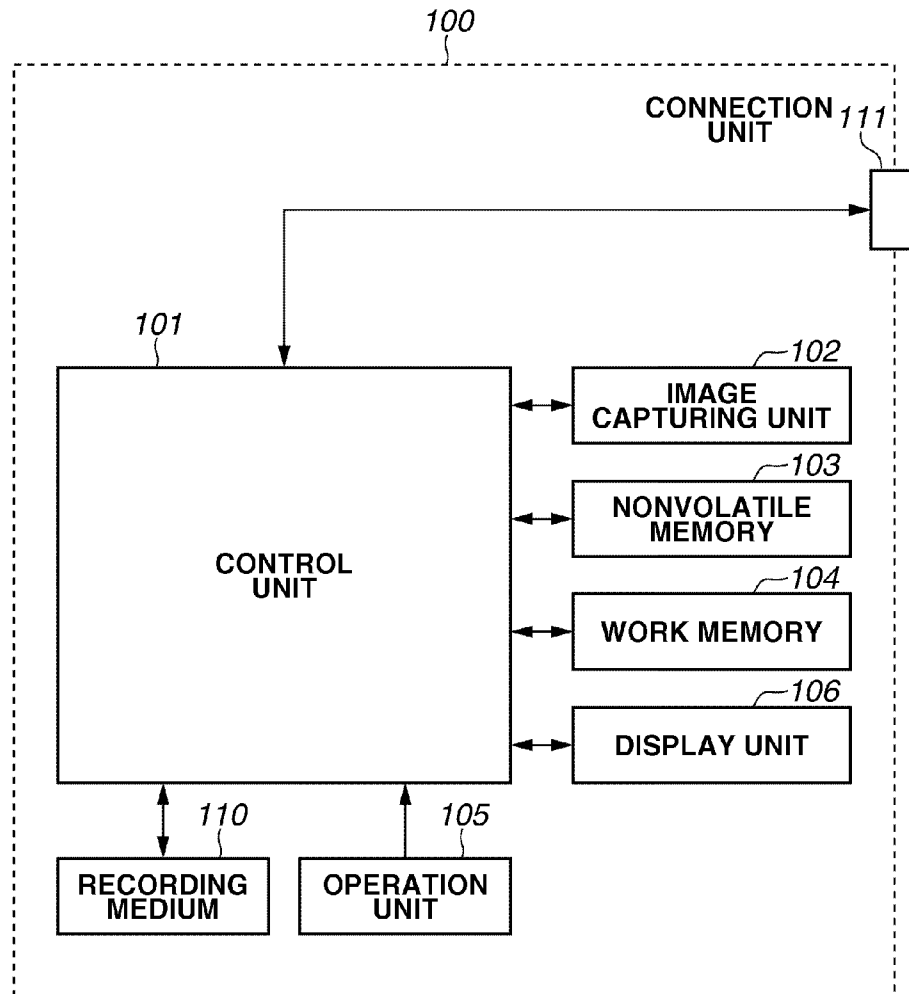 100
CONNECTION
UNIT
111
101
CONTROL
UNIT
102
IMAGE
CAPTURING UNIT
103
NONVOLATILE
MEMORY
104
WORK MEMORY
106
DISPLAY UNIT
110
RECORDING
MEDIUM
105
OPERATION
UNIT